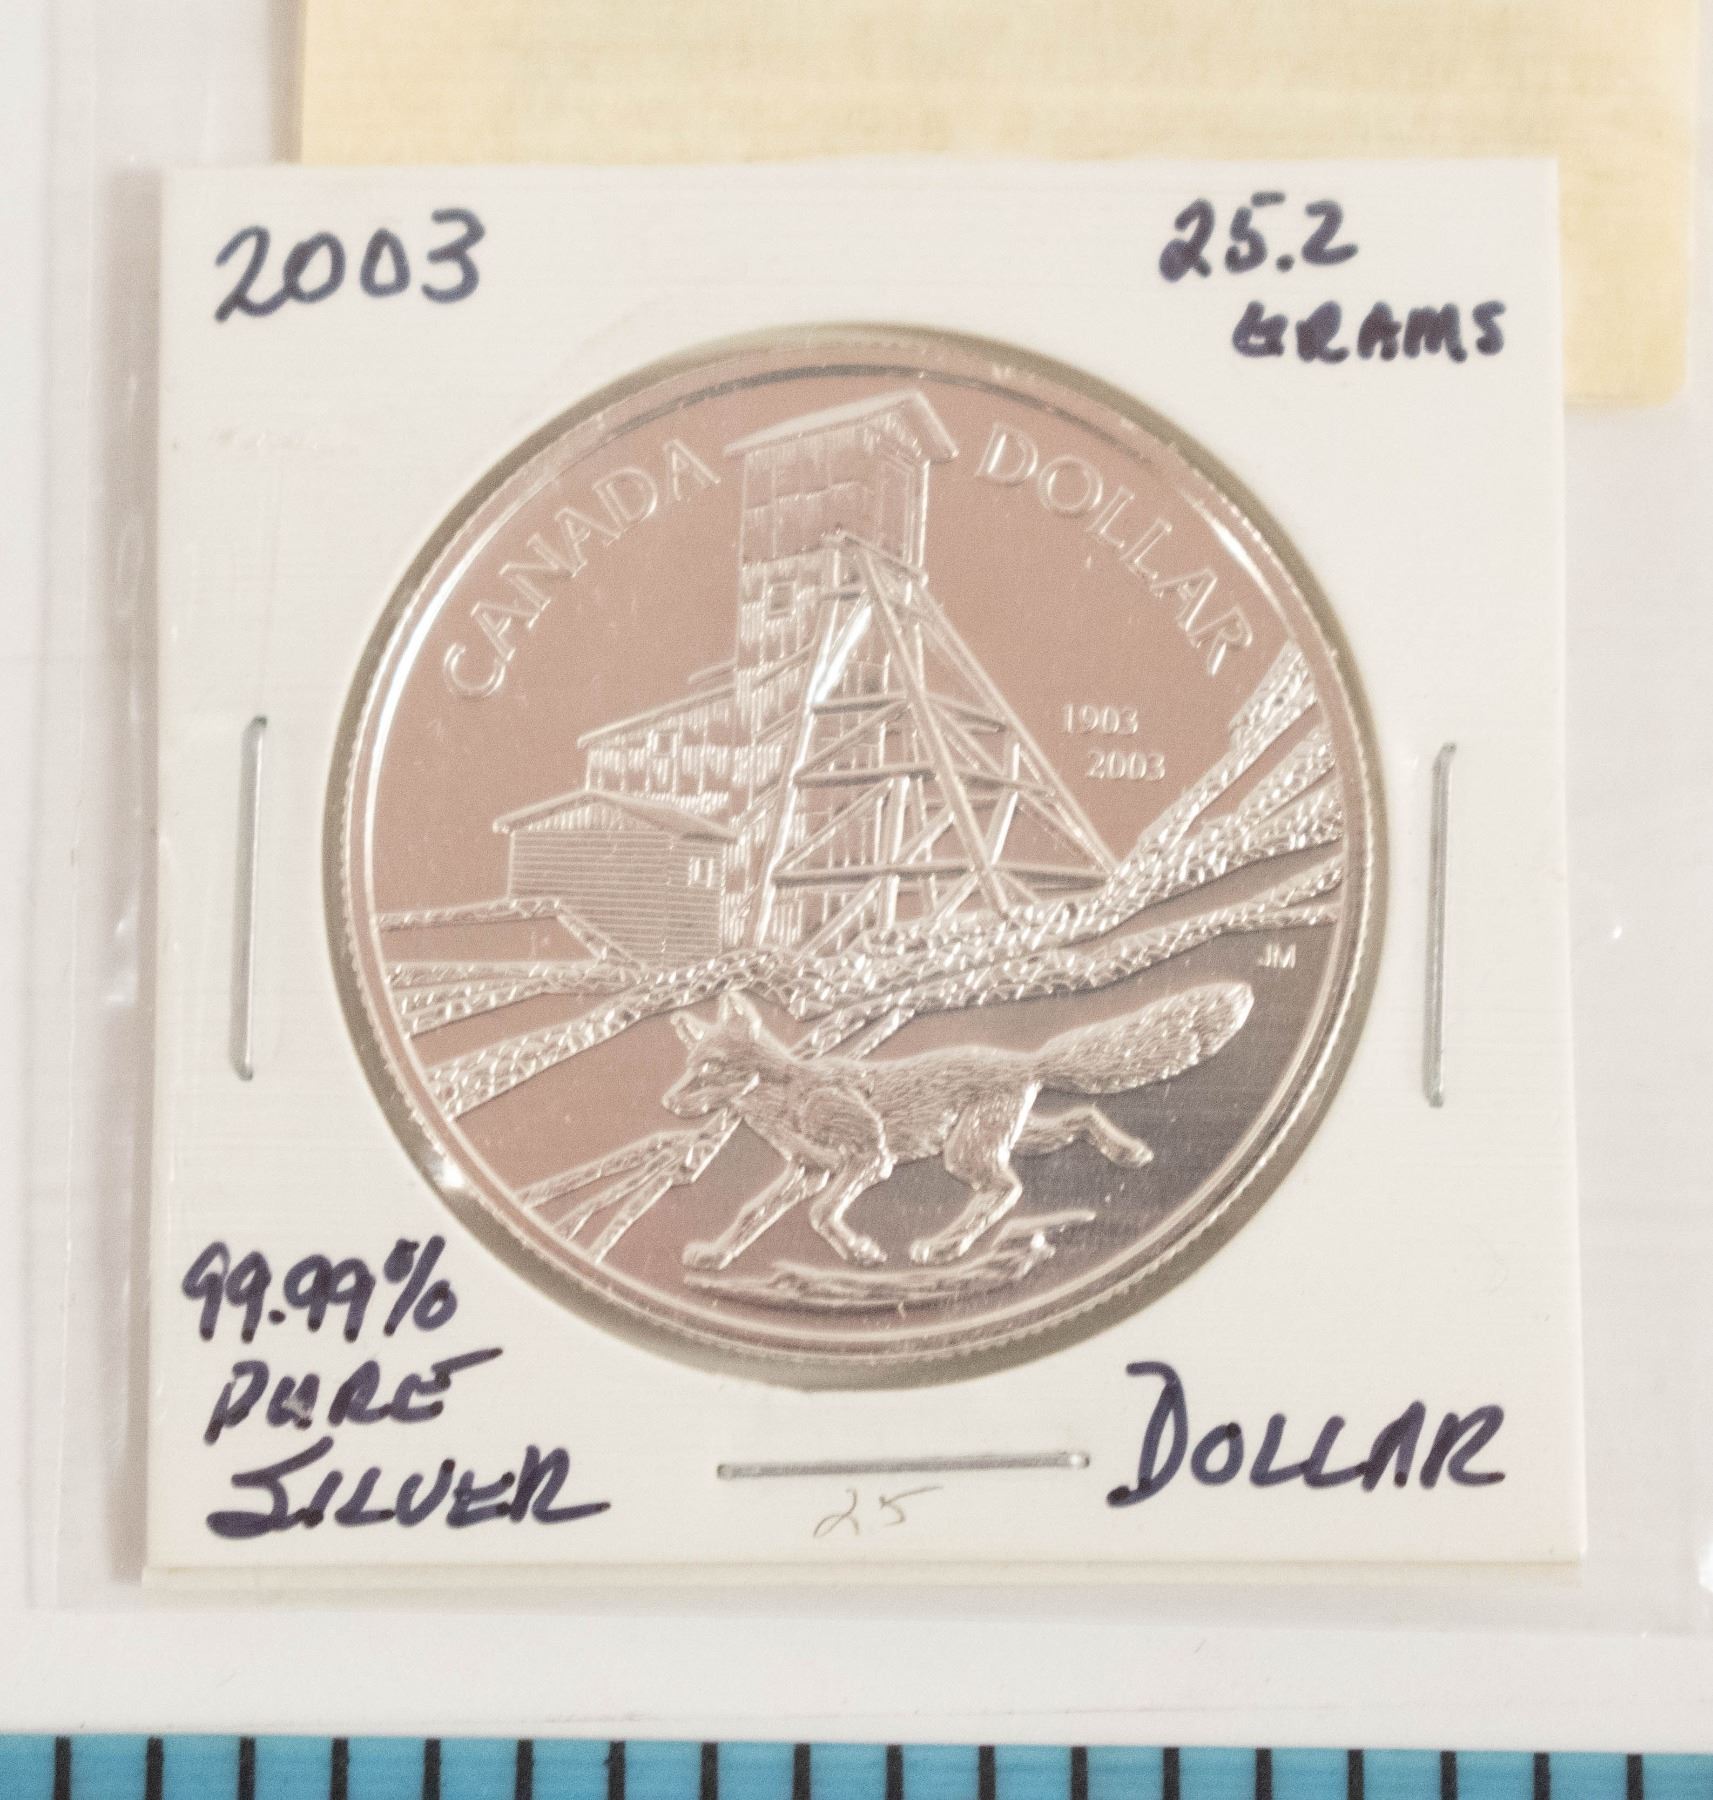 2003
25.2
GRAMS
CANADA DOLLAR
1903
2003
JM
99.99%
PURE
SILVER
DOLLAR
25